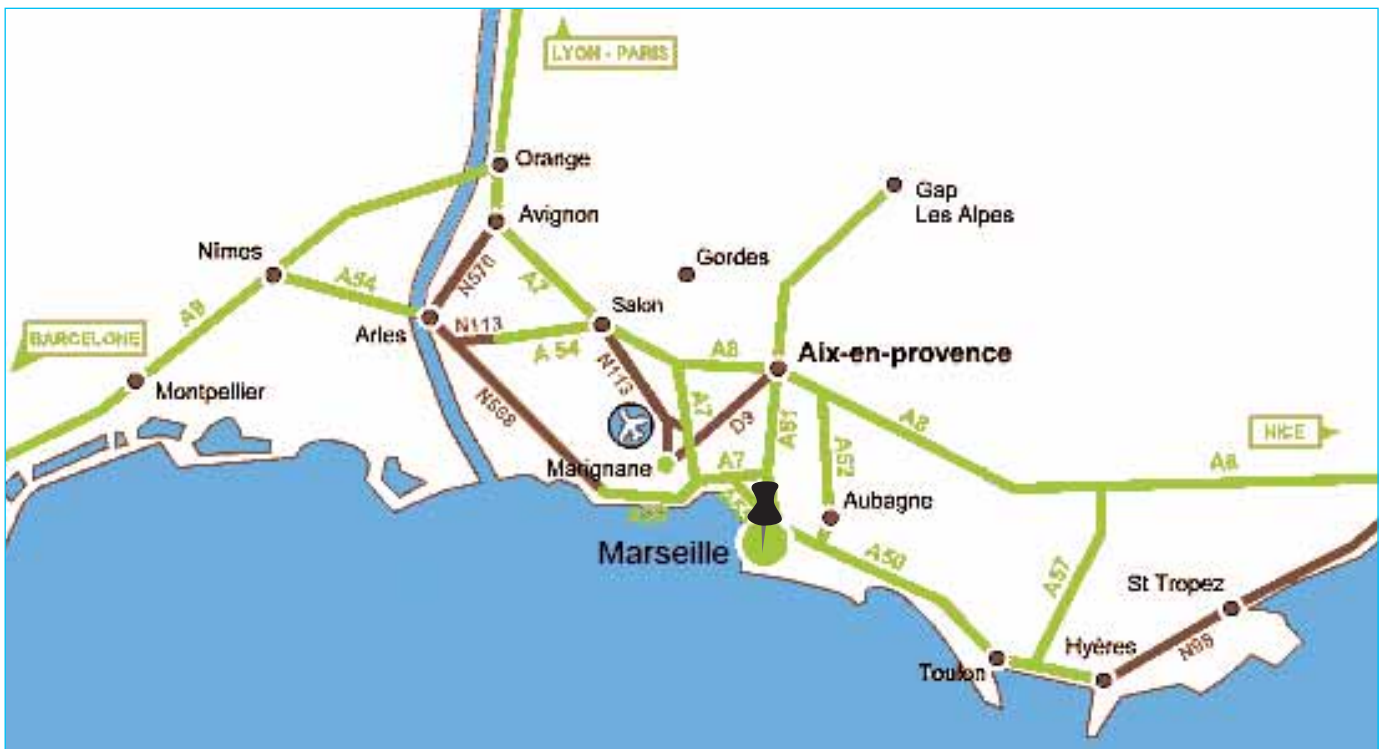 LYON - PARIS
Orange
Gap
Les Alpes
Avignon
Nîmes
Gordes
A54
N570
A7
Salon
A9
Arles
N113
BARCELONE
A 54
A8
Aix-en-provence
Montpellier
N113
N568
A7
D9
A51
A8
A52
NICE
A8
Marignane
A7
Aubagne
A55
Marseille
A50
A57
St Tropez
Hyères
N98
Toulon